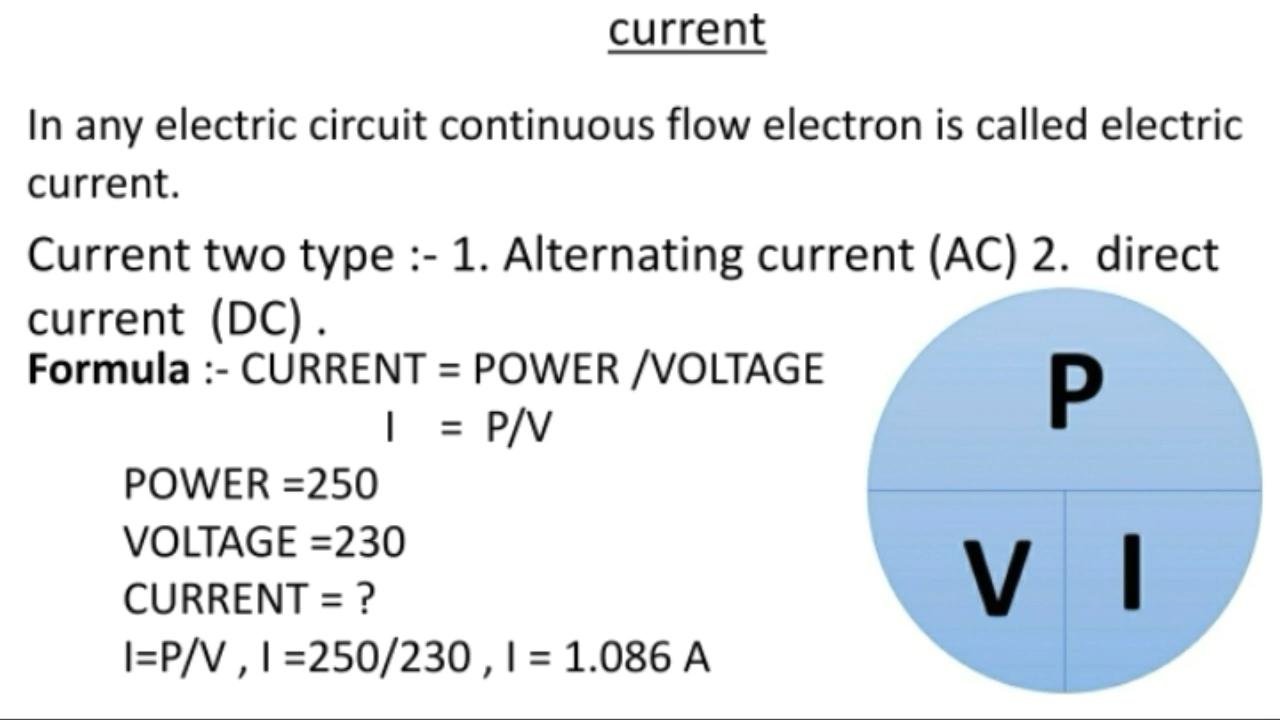 current
In any electric circuit continuous flow electron is called electric
current.
Current two type :- 1. Alternating current (AC) 2. direct
current (DC) .
Formula :- CURRENT = POWER /VOLTAGE
I = P/V
POWER =250
VOLTAGE =230
CURRENT = ?
I=P/V , I =250/230 , I = 1.086 A
P
V I